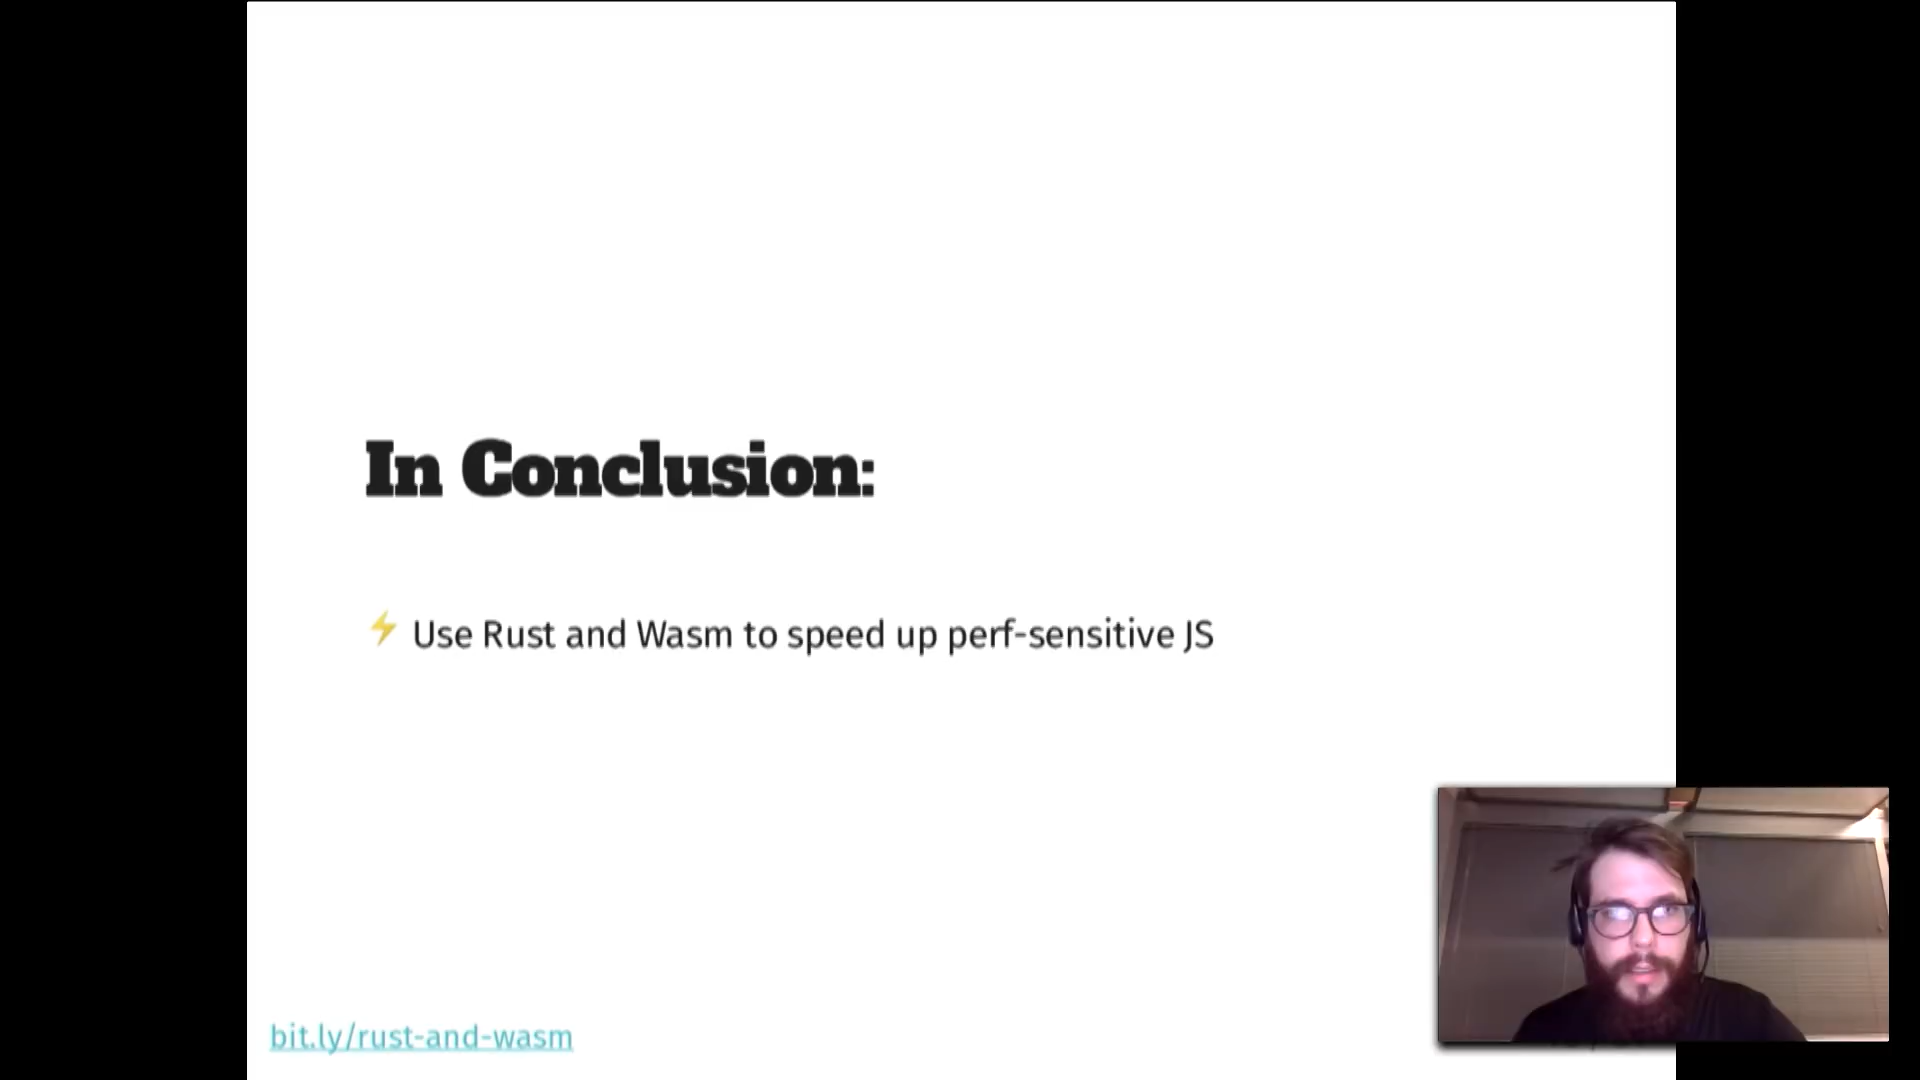 In Conclusion:
⚡ Use Rust and Wasm to speed up perf-sensitive JS
bit.ly/rust-and-wasm